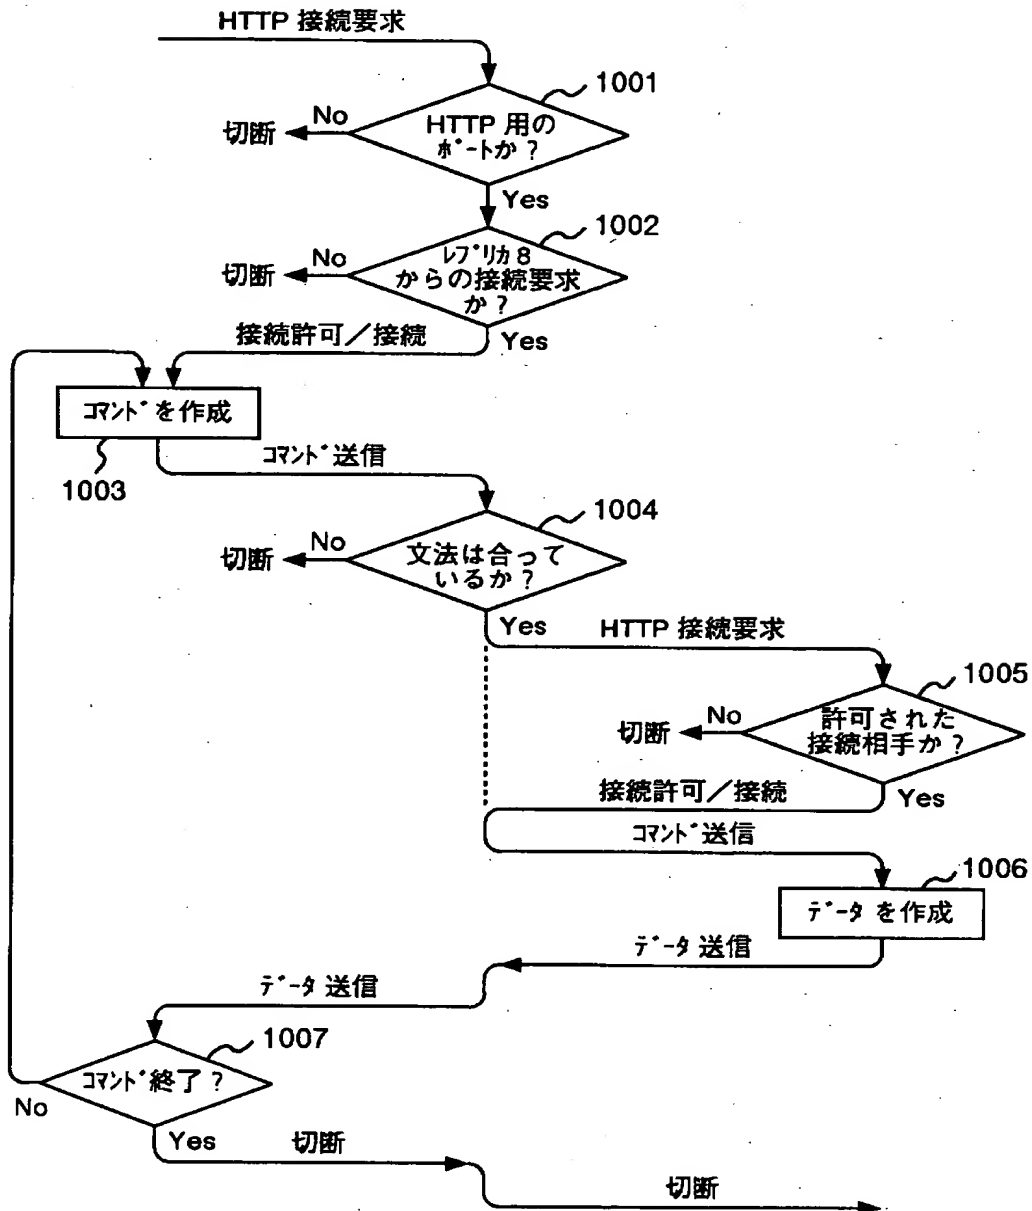 HTTP 接続要求
1001
No
切断
HTTP 用の
ポートか?
Yes
1002
No
切断
レプリカ 8
からの接続要求
か?
接続許可/接続
Yes
コマンドを作成
1003
コマンド送信
1004
No
切断
文法は合って
いるか?
Yes
HTTP 接続要求
1005
No
切断
許可された
接続相手か?
接続許可/接続
Yes
コマンド送信
1006
データを作成
データ送信
データ送信
1007
コマンド終了?
No
Yes
切断
切断